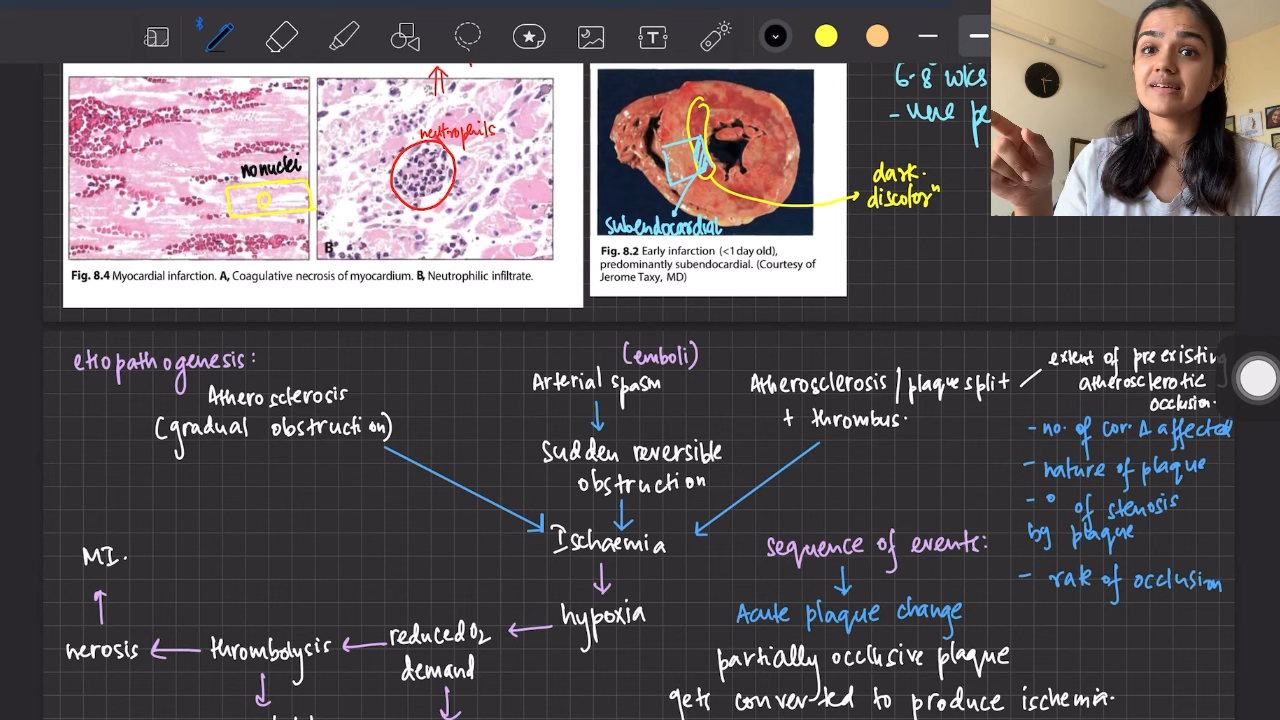 6-8 wks
neutrophils
no nuclei
dark.
discolorⁿ
subendocardial
B
Fig. 8.4 Myocardial infarction. A, Coagulative necrosis of myocardium. B, Neutrophilic infiltrate.
Fig. 8.2 Early infarction (<1 day old),
predominantly subendocardial. (Courtesy of
Jerome Taxy, MD)
etiopathogenesis:
Atherosclerosis
(gradual obstruction)
(emboli)
Arterial spasm
Sudden reversible
obstruction
Atherosclerosis / plaque split
+ thrombus.
extent of preexisting
atherosclerotic
occlusion.
- no. of cor. A affected
- nature of plaque
- ° of stenosis
by plaque
- rate of occlusion
Ischaemia
hypoxia
reduced O2
demand
thrombolysis
nerosis
MI.
sequence of events:
Acute plaque change
partially occlusive plaque
gets converted to produce ischemia.